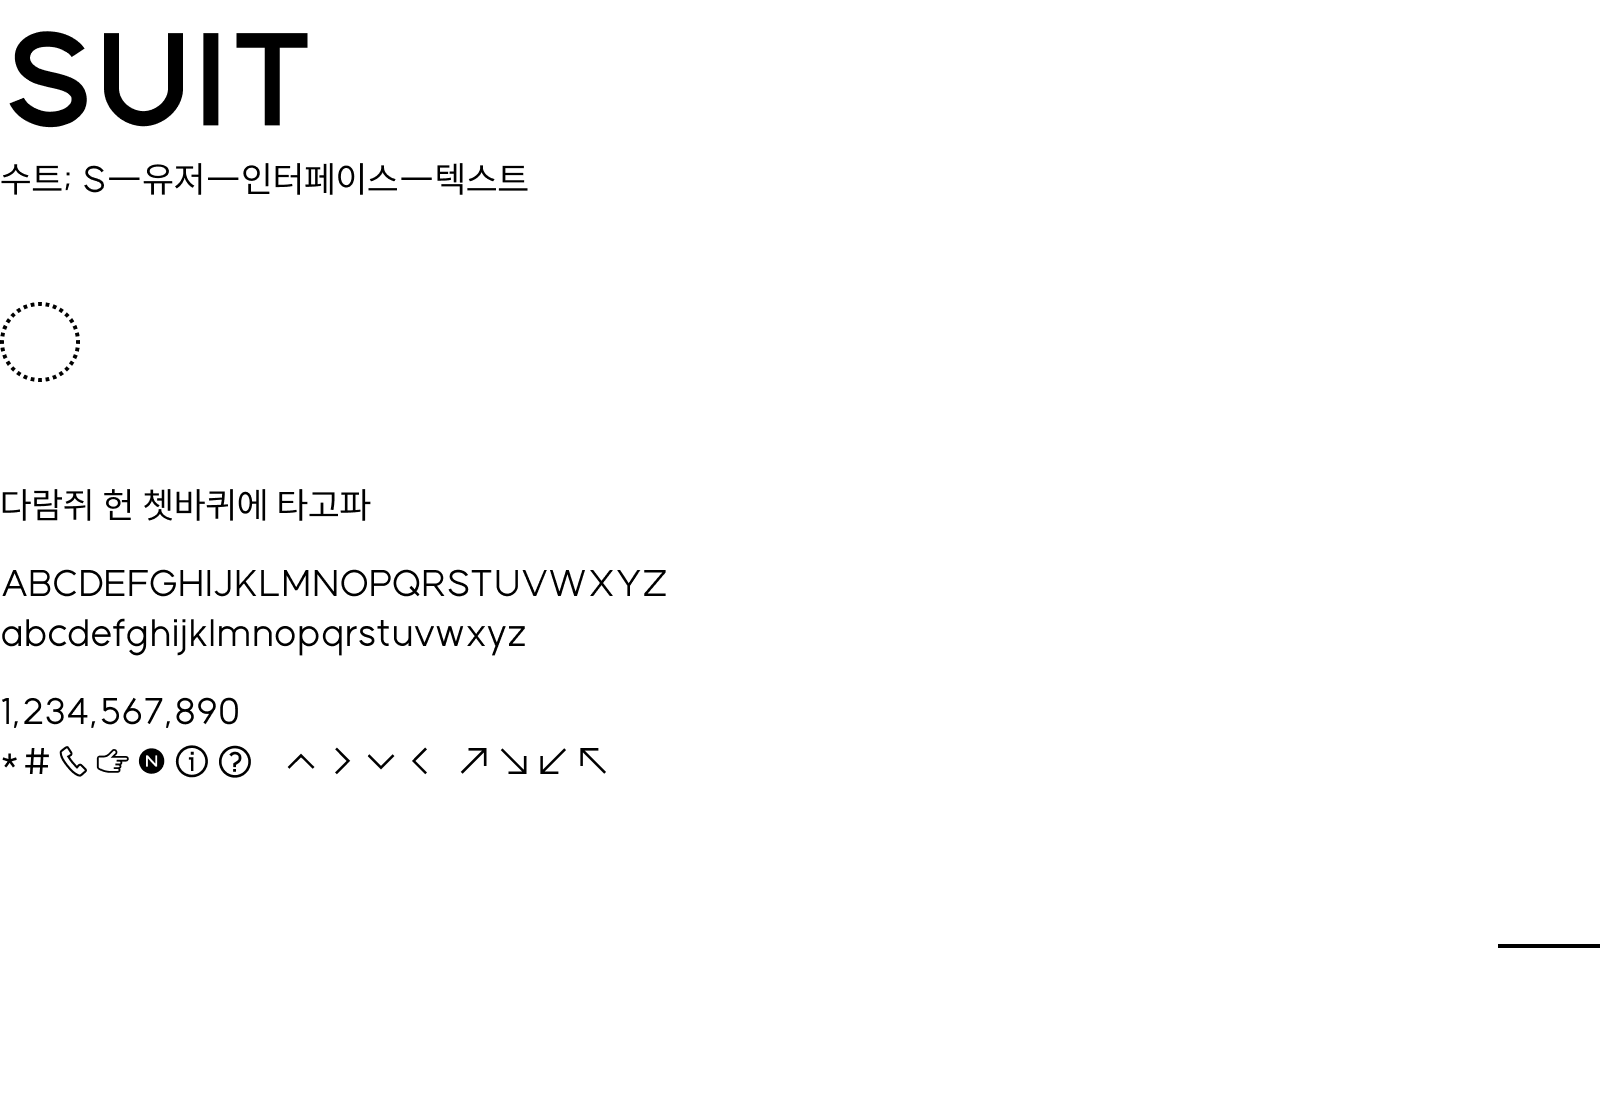 SUIT
수트; S—유저—인터페이스—텍스트
다람쥐 헌 쳇바퀴에 타고파
ABCDEFGHIJKLMNOPQRSTUVWXYZ
abcdefghijklmnopqrstuvwxyz
1,234,567,890
*# N i ?